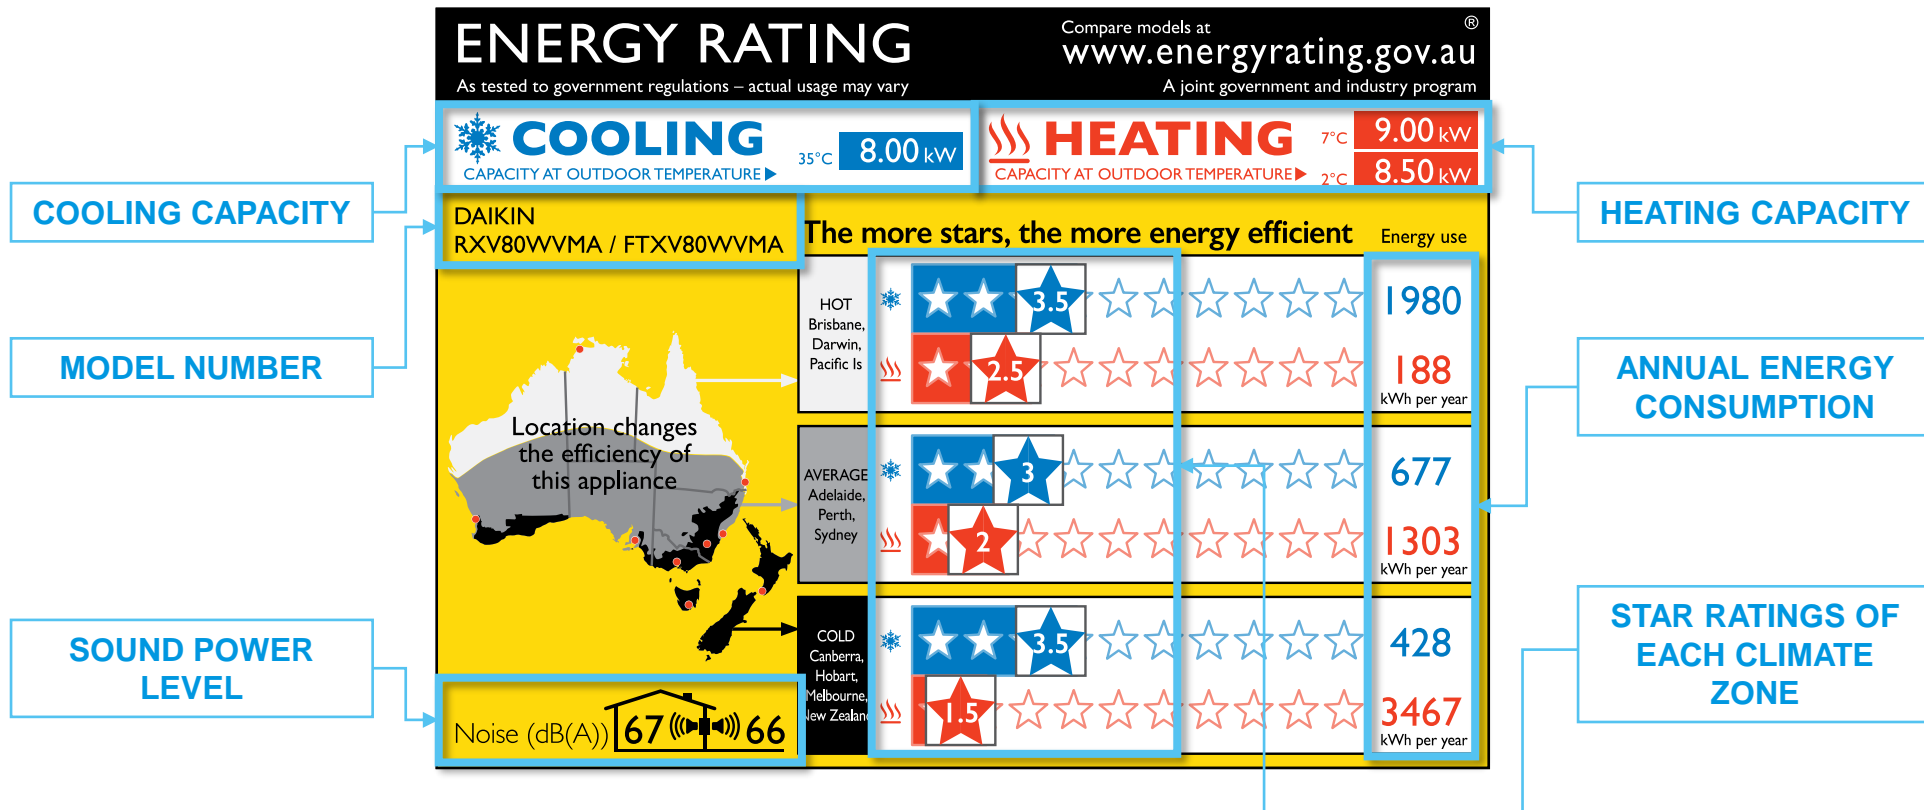 ENERGY RATING
As tested to government regulations – actual usage may vary
Compare models at
®
www.energyrating.gov.au
A joint government and industry program
COOLING
CAPACITY AT OUTDOOR TEMPERATURE
35°C 8.00 kW
HEATING
CAPACITY AT OUTDOOR TEMPERATURE
7°C 9.00 kW
2°C 8.50 kW
COOLING CAPACITY
HEATING CAPACITY
DAIKIN
RXV80WVMA / FTXV80WVMA
The more stars, the more energy efficient
Energy use
MODEL NUMBER
HOT
Brisbane,
Darwin,
Pacific Is
3.5
1980
2.5
188
kWh per year
ANNUAL ENERGY
CONSUMPTION
Location changes
the efficiency of
this appliance
AVERAGE
Adelaide,
Perth,
Sydney
3
677
2
1303
kWh per year
SOUND POWER
LEVEL
STAR RATINGS OF
EACH CLIMATE
ZONE
COLD
Canberra,
Hobart,
Melbourne,
New Zealand
3.5
428
1.5
3467
kWh per year
Noise (dB(A)) 67 66